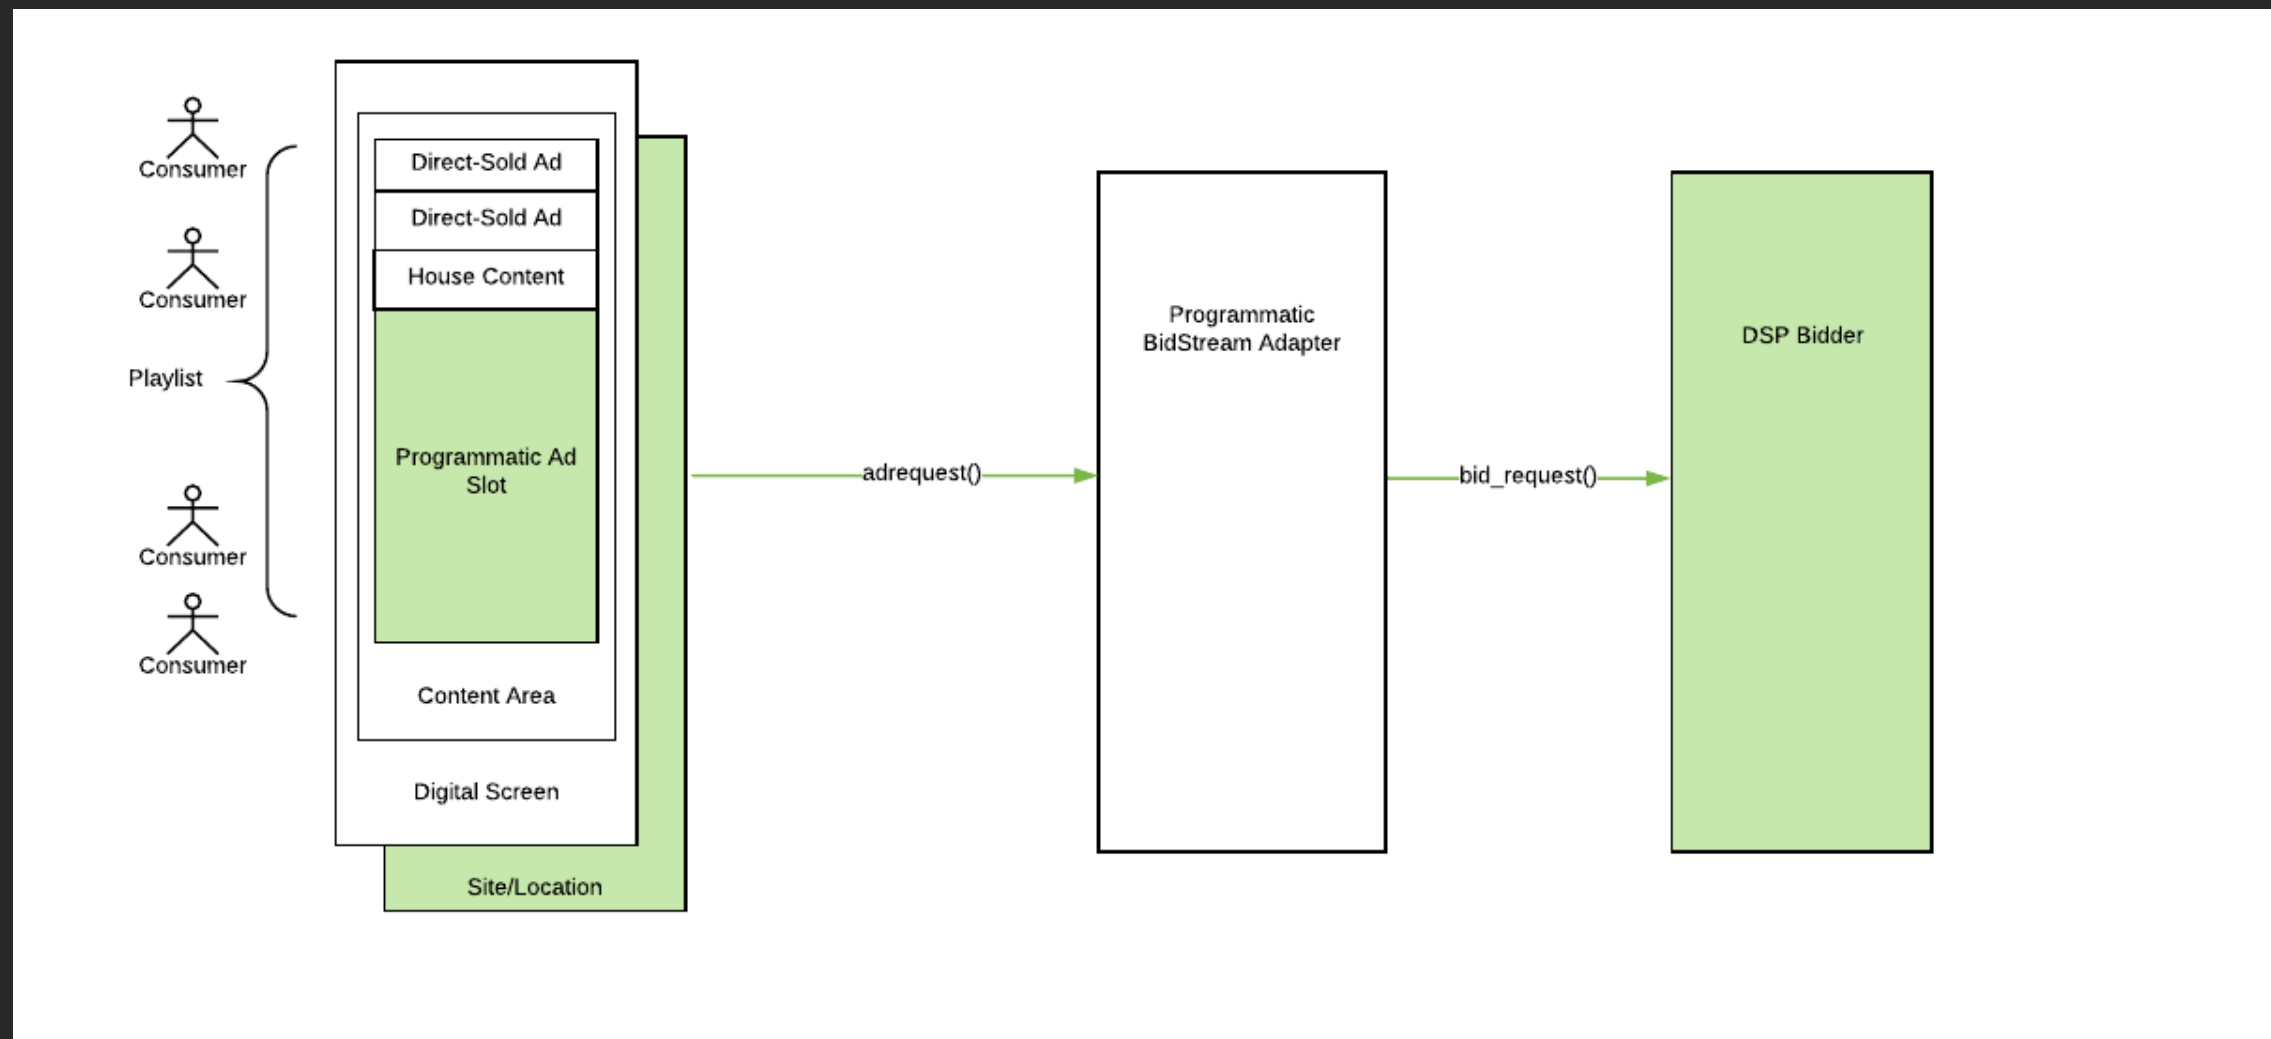 Consumer
Consumer
Playlist
Consumer
Consumer
Direct-Sold Ad
Direct-Sold Ad
House Content
Programmatic Ad
Slot
Content Area
Digital Screen
Site/Location
adrequest()
Programmatic
BidStream Adapter
bid_request()
DSP Bidder